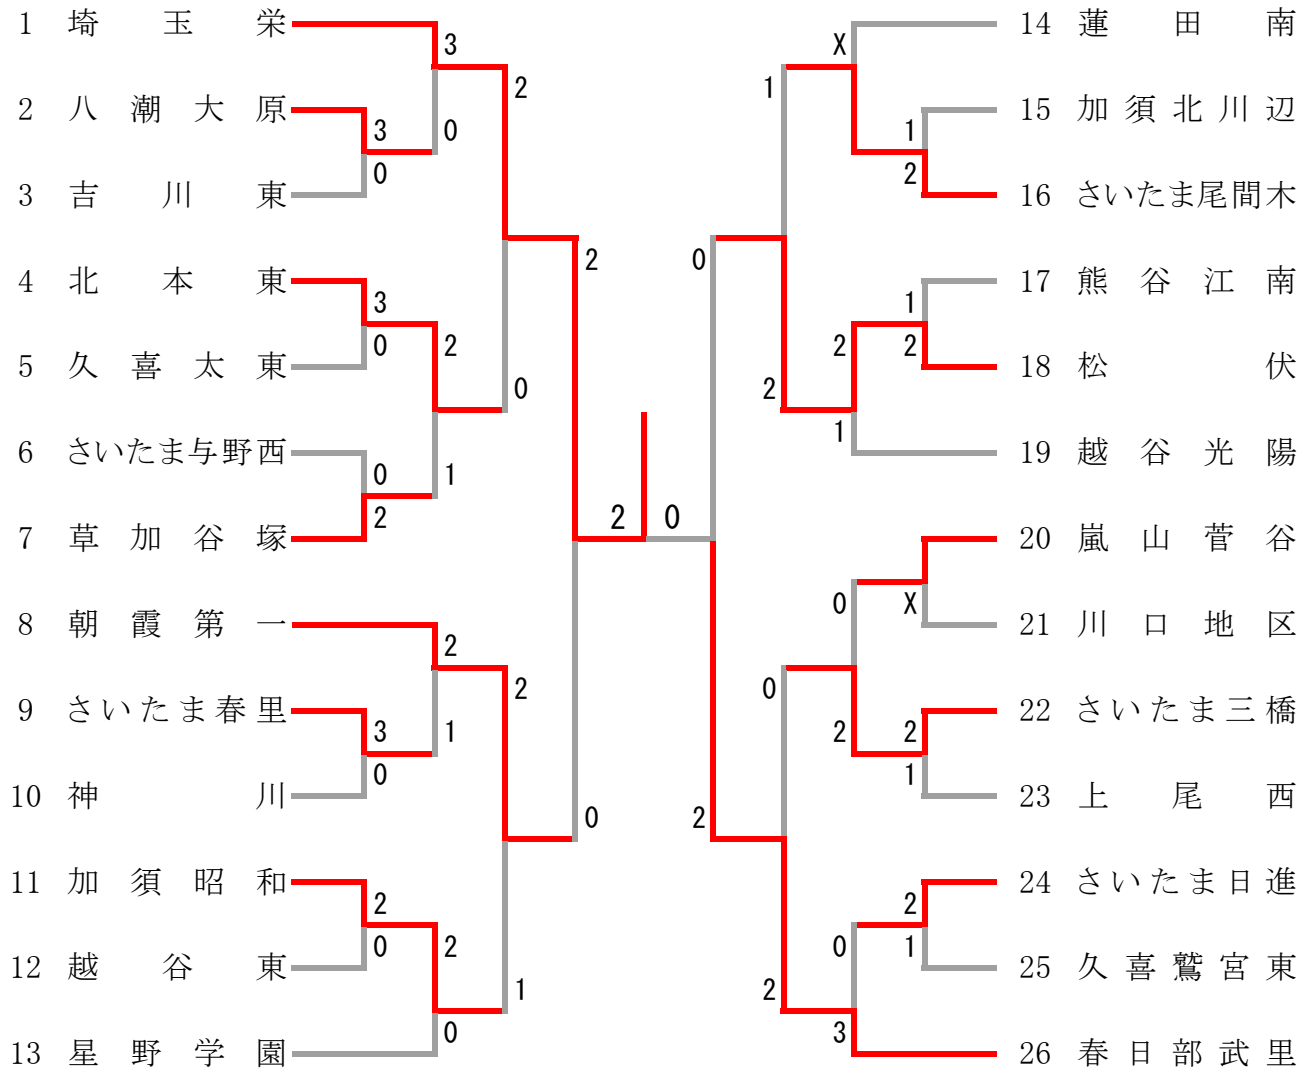 1 埼玉栄
2 八潮大原
3 吉川東
4 北本東
5 久喜太東
6 さいたま与野西
7 草加谷塚
8 朝霞第一
9 さいたま春里
10 神川
11 加須昭和
12 越谷東
13 星野学園
3
0
3
0
2
3
0
2
1
0
2
0
2
2
1
3
0
2
2
0
2
0
1
0
2 0
X
1
2
1
1
2
2
1
2
0
X
0
2
2
1
0
2
1
0
3
2
0
2
14 蓮田南
15 加須北川辺
16 さいたま尾間木
17 熊谷江南
18 松伏
19 越谷光陽
20 嵐山菅谷
21 川口地区
22 さいたま三橋
23 上尾西
24 さいたま日進
25 久喜鷲宮東
26 春日部武里